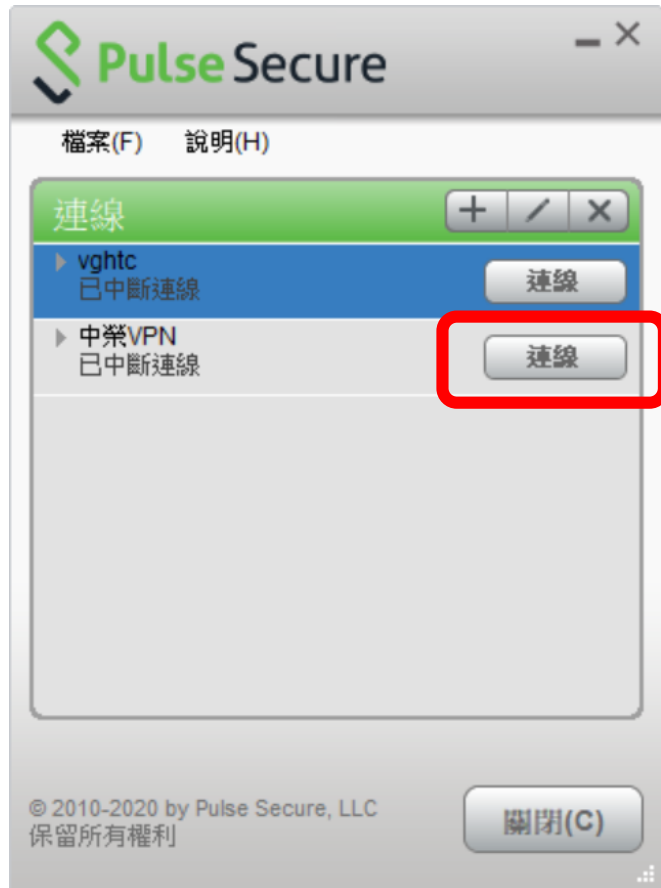 Pulse Secure
檔案(F) 說明(H)
連線
vghtc
已中斷連線
連線
中榮VPN
已中斷連線
連線
© 2010-2020 by Pulse Secure, LLC
保留所有權利
關閉(C)